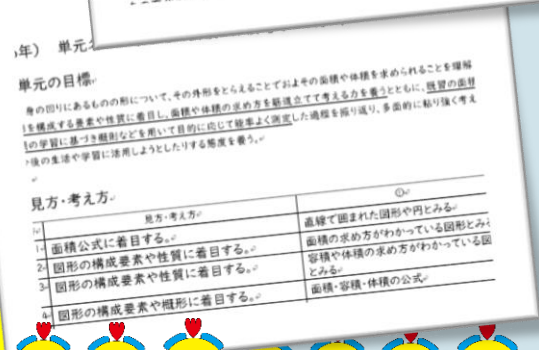 年） 単元
単元の目標
身の回りにあるものの形について、その外形をとらえることでおよその面積や体積を求められることを理解
を構成する要素や性質に着目し、面積や体積の求め方を筋道立てて考える力を養うとともに、既習の面積
の学習に基づき概則などを用いて目的に応じて能率よく測定した過程を振り返り、多面的に粘り強く考え
後の生活や学習に活用しようとしたりする態度を養う。
見方・考え方
見方・考え方 ①
1 面積公式に着目する。 直線で囲まれた図形や円とみる
2 図形の構成要素や性質に着目する。 面積の求め方がわかっている図形とみ
3 図形の構成要素や性質に着目する。 容積や体積の求め方がわかっている図
とみる
4 図形の構成要素や概形に着目する。 面積・容積・体積の公式